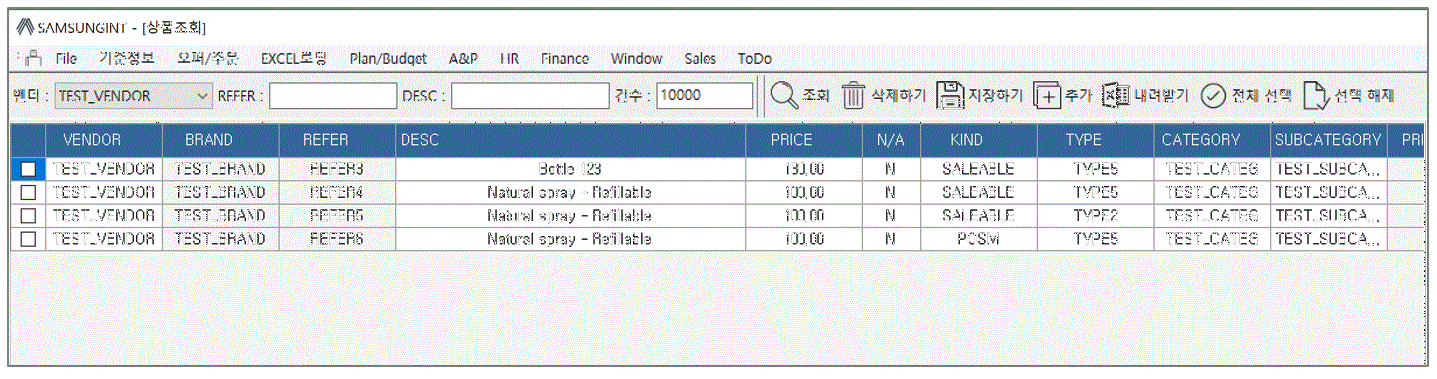 SAMSUNGINT - [상품조회]
File 기준정보 오퍼/주문 EXCEL로딩 Plan/Budget A&P HR Finance Window Sales ToDo
벤더 : TEST_VENDOR REFER : DESC : 건수 : 10000 조회 삭제하기 저장하기 추가 내려받기 전체 선택 선택 해제
VENDOR BRAND REFER DESC PRICE N/A KIND TYPE CATEGORY SUBCATEGORY PRI
TEST_VENDOR TEST_BRAND REFER3 Bottle 123 130.00 N SALEABLE TYPE5 TEST_CATEG TEST_SUBCA...
TEST_VENDOR TEST_BRAND REFER4 Natural spray - Refillable 100.00 N SALEABLE TYPE5 TEST_CATEG TEST_SUBCA...
TEST_VENDOR TEST_BRAND REFER5 Natural spray - Refillable 100.00 N SALEABLE TYPE2 TEST_CATEG TEST_SUBCA...
TEST_VENDOR TEST_BRAND REFER6 Natural spray - Refillable 100.00 N POSM TYPE5 TEST_CATEG TEST_SUBCA...